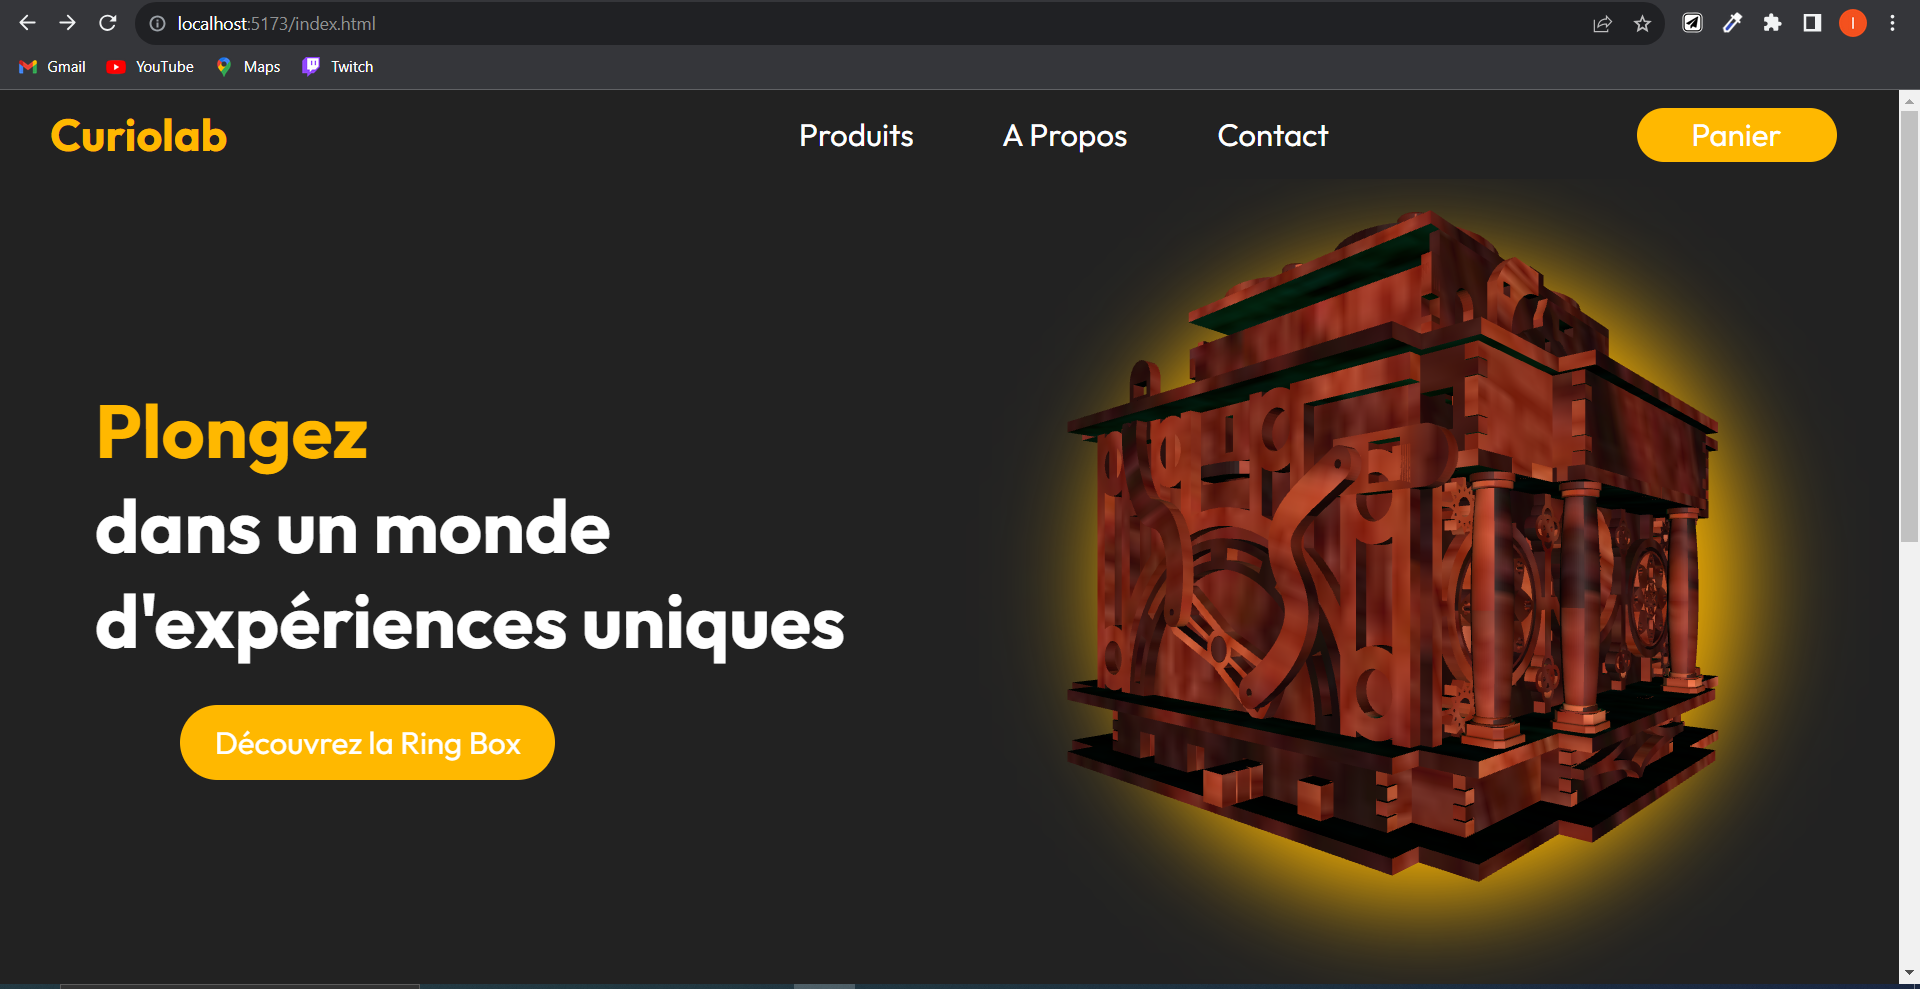 localhost:5173/index.html
Gmail YouTube Maps Twitch
I
Curiolab Produits A Propos Contact Panier
Plongez
dans un monde
d'expériences uniques
Découvrez la Ring Box